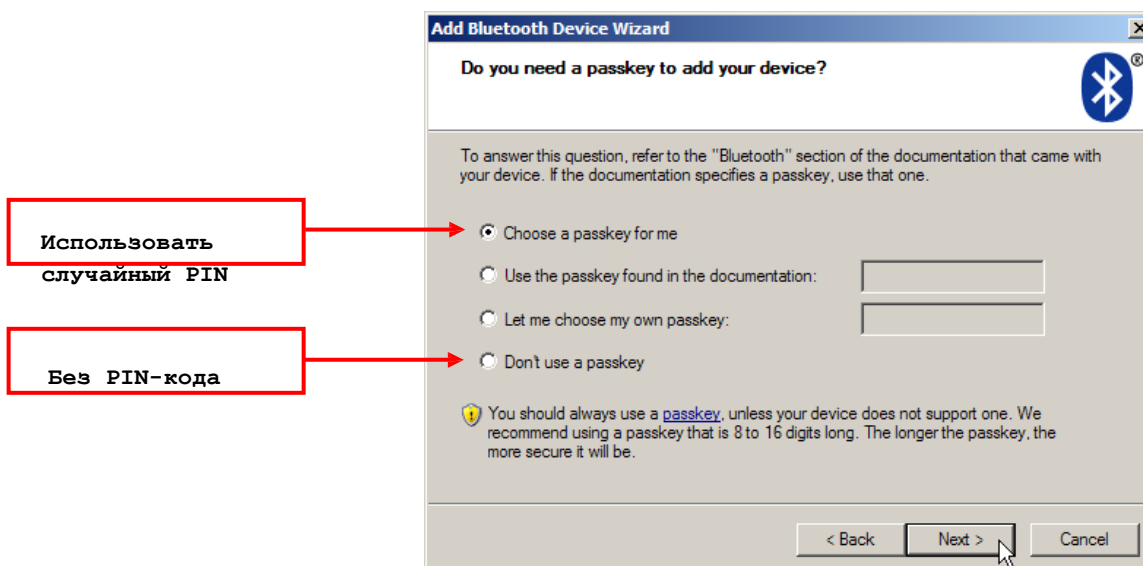 Add Bluetooth Device Wizard
Do you need a passkey to add your device?
®
To answer this question, refer to the "Bluetooth" section of the documentation that came with
your device. If the documentation specifies a passkey, use that one.
Использовать
случайный PIN
Choose a passkey for me
Use the passkey found in the documentation:
Let me choose my own passkey:
Без PIN-кода
Don't use a passkey
You should always use a passkey, unless your device does not support one. We
recommend using a passkey that is 8 to 16 digits long. The longer the passkey, the
more secure it will be.
< Back Next > Cancel